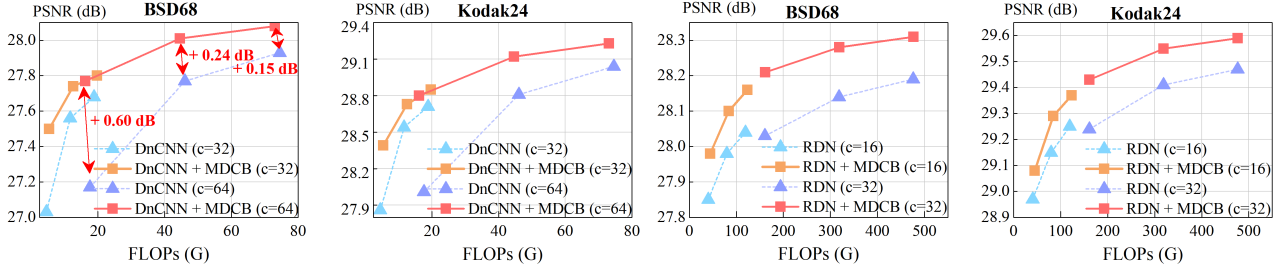 PSNR (dB) BSD68
28.0
27.8
27.6
27.4
27.2
27.0
+ 0.24 dB
+ 0.15 dB
+ 0.60 dB
DnCNN (c=32)
DnCNN + MDCB (c=32)
DnCNN (c=64)
DnCNN + MDCB (c=64)
20 40 60 80
FLOPs (G)
PSNR (dB) Kodak24
29.4
29.1
28.8
28.5
28.2
27.9
DnCNN (c=32)
DnCNN + MDCB (c=32)
DnCNN (c=64)
DnCNN + MDCB (c=64)
20 40 60 80
FLOPs (G)
PSNR (dB) BSD68
28.3
28.2
28.1
28.0
27.9
27.8
RDN (c=16)
RDN + MDCB (c=16)
RDN (c=32)
RDN + MDCB (c=32)
0 100 200 300 400 500
FLOPs (G)
PSNR (dB) Kodak24
29.6
29.5
29.4
29.3
29.2
29.1
29.0
28.9
RDN (c=16)
RDN + MDCB (c=16)
RDN (c=32)
RDN + MDCB (c=32)
0 100 200 300 400 500
FLOPs (G)